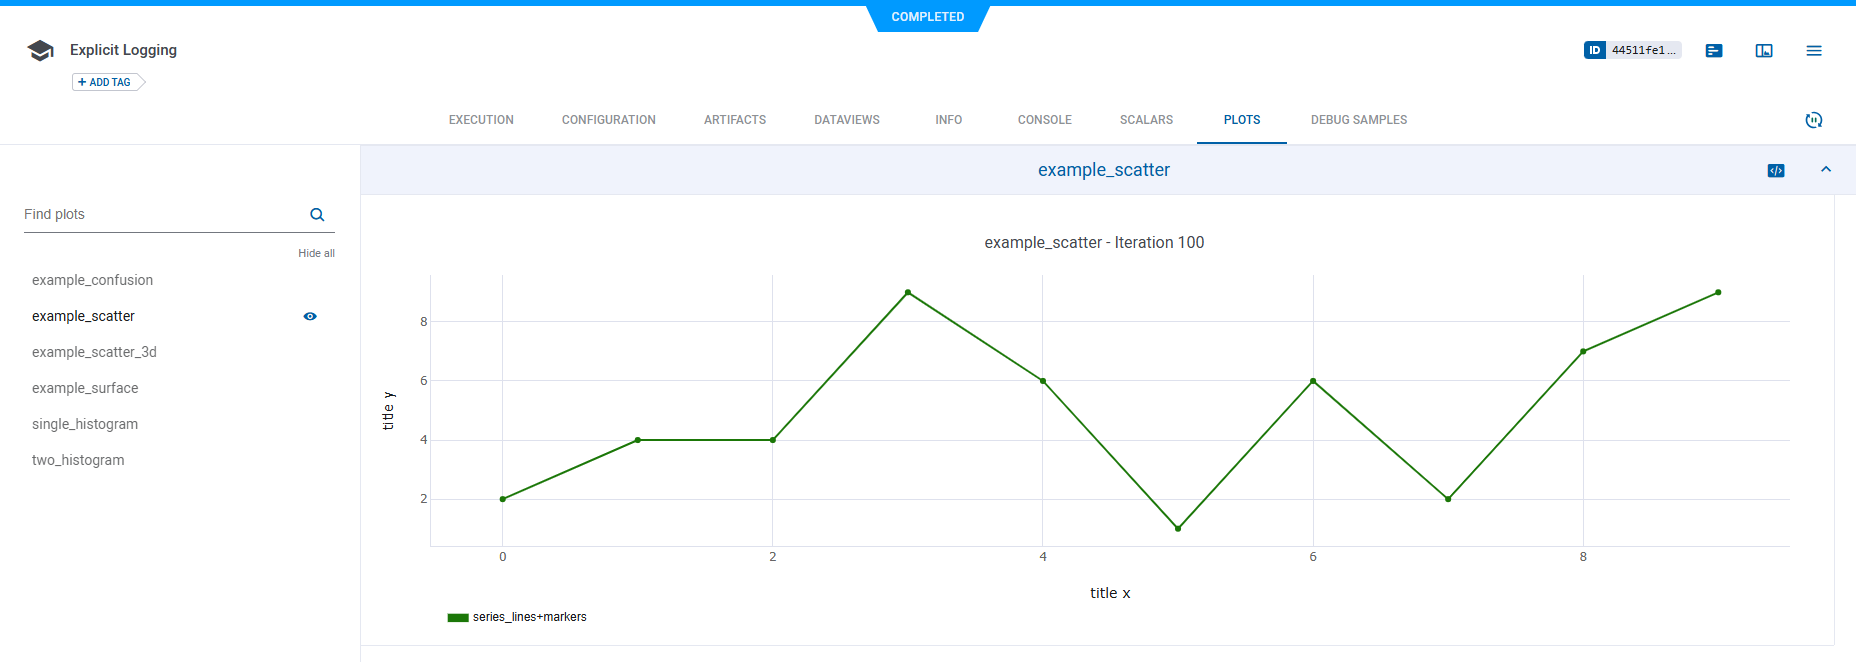 COMPLETED
Explicit Logging
ID 44511fe1...
+ ADD TAG
EXECUTION CONFIGURATION ARTIFACTS DATAVIEWS INFO CONSOLE SCALARS PLOTS DEBUG SAMPLES
example_scatter
Find plots
Hide all
example_confusion
example_scatter
example_scatter_3d
example_surface
single_histogram
two_histogram
example_scatter - Iteration 100
8
6
4
2
title y
0 2 4 6 8
title x
series_lines+markers